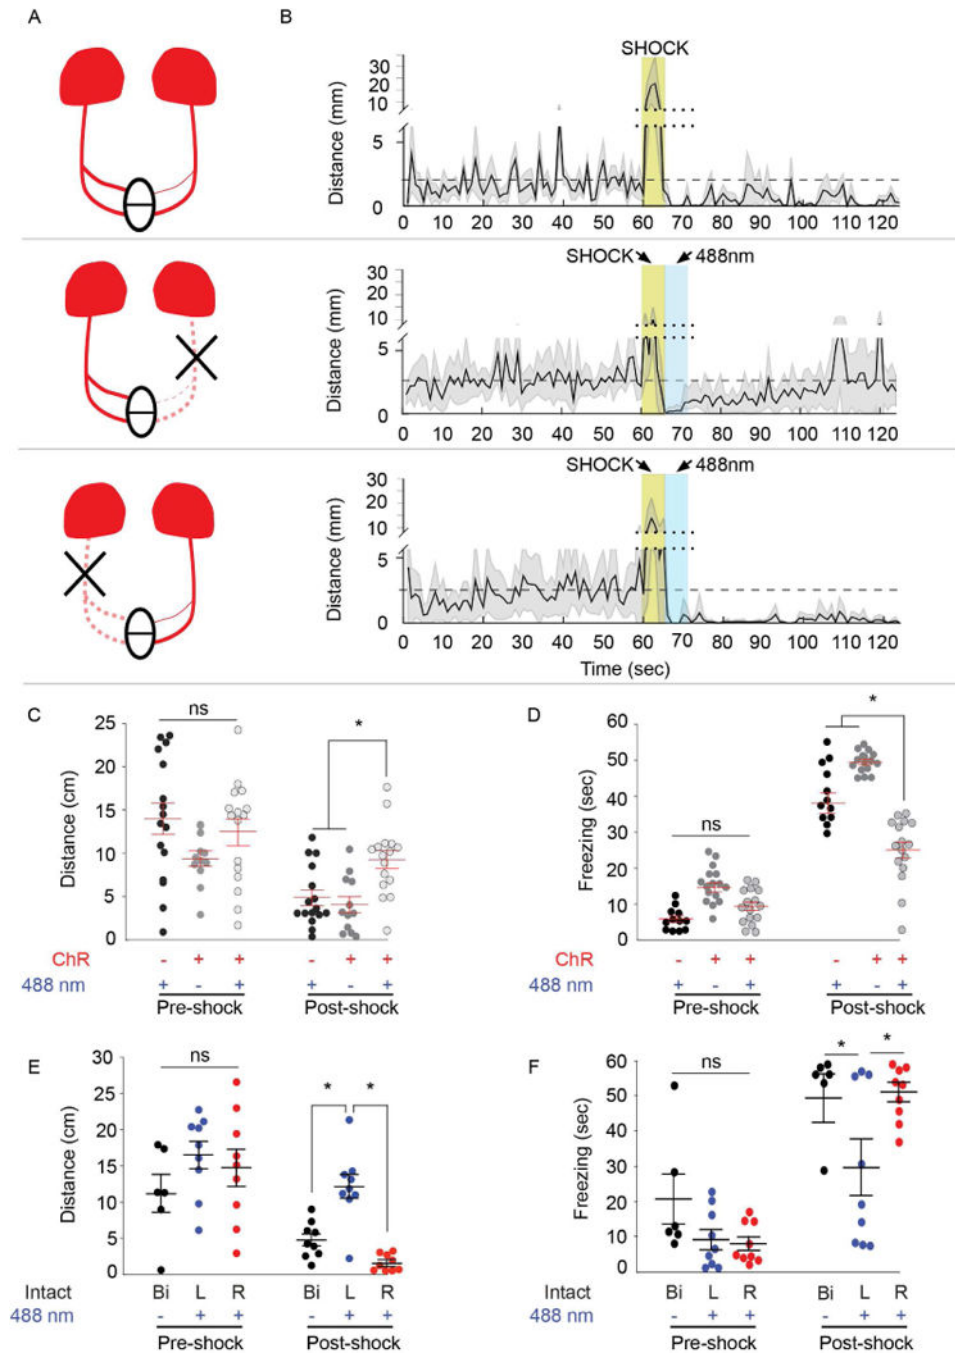 A
B
SHOCK
Distance (mm)
30
20
10
5
0
0 10 20 30 40 50 60 70 80 90 100 110 120
SHOCK 488nm
Distance (mm)
30
20
10
5
0
0 10 20 30 40 50 60 70 80 90 100 110 120
SHOCK 488nm
Distance (mm)
30
20
10
5
0
0 10 20 30 40 50 60 70 80 90 100 110 120
Time (sec)
C
Distance (cm)
25
20
15
10
5
0
ns
*
ChR - + + - + +
488 nm + - + + - +
Pre-shock Post-shock
D
Freezing (sec)
60
50
40
30
20
10
0
ns
*
ChR - + + - + +
488 nm + - + + - +
Pre-shock Post-shock
E
Distance (cm)
30
25
20
15
10
5
0
ns
* *
Intact Bi L R Bi L R
488 nm - + + - + +
Pre-shock Post-shock
F
Freezing (sec)
60
50
40
30
20
10
0
ns
* *
Intact Bi L R Bi L R
488 nm - + + - + +
Pre-shock Post-shock